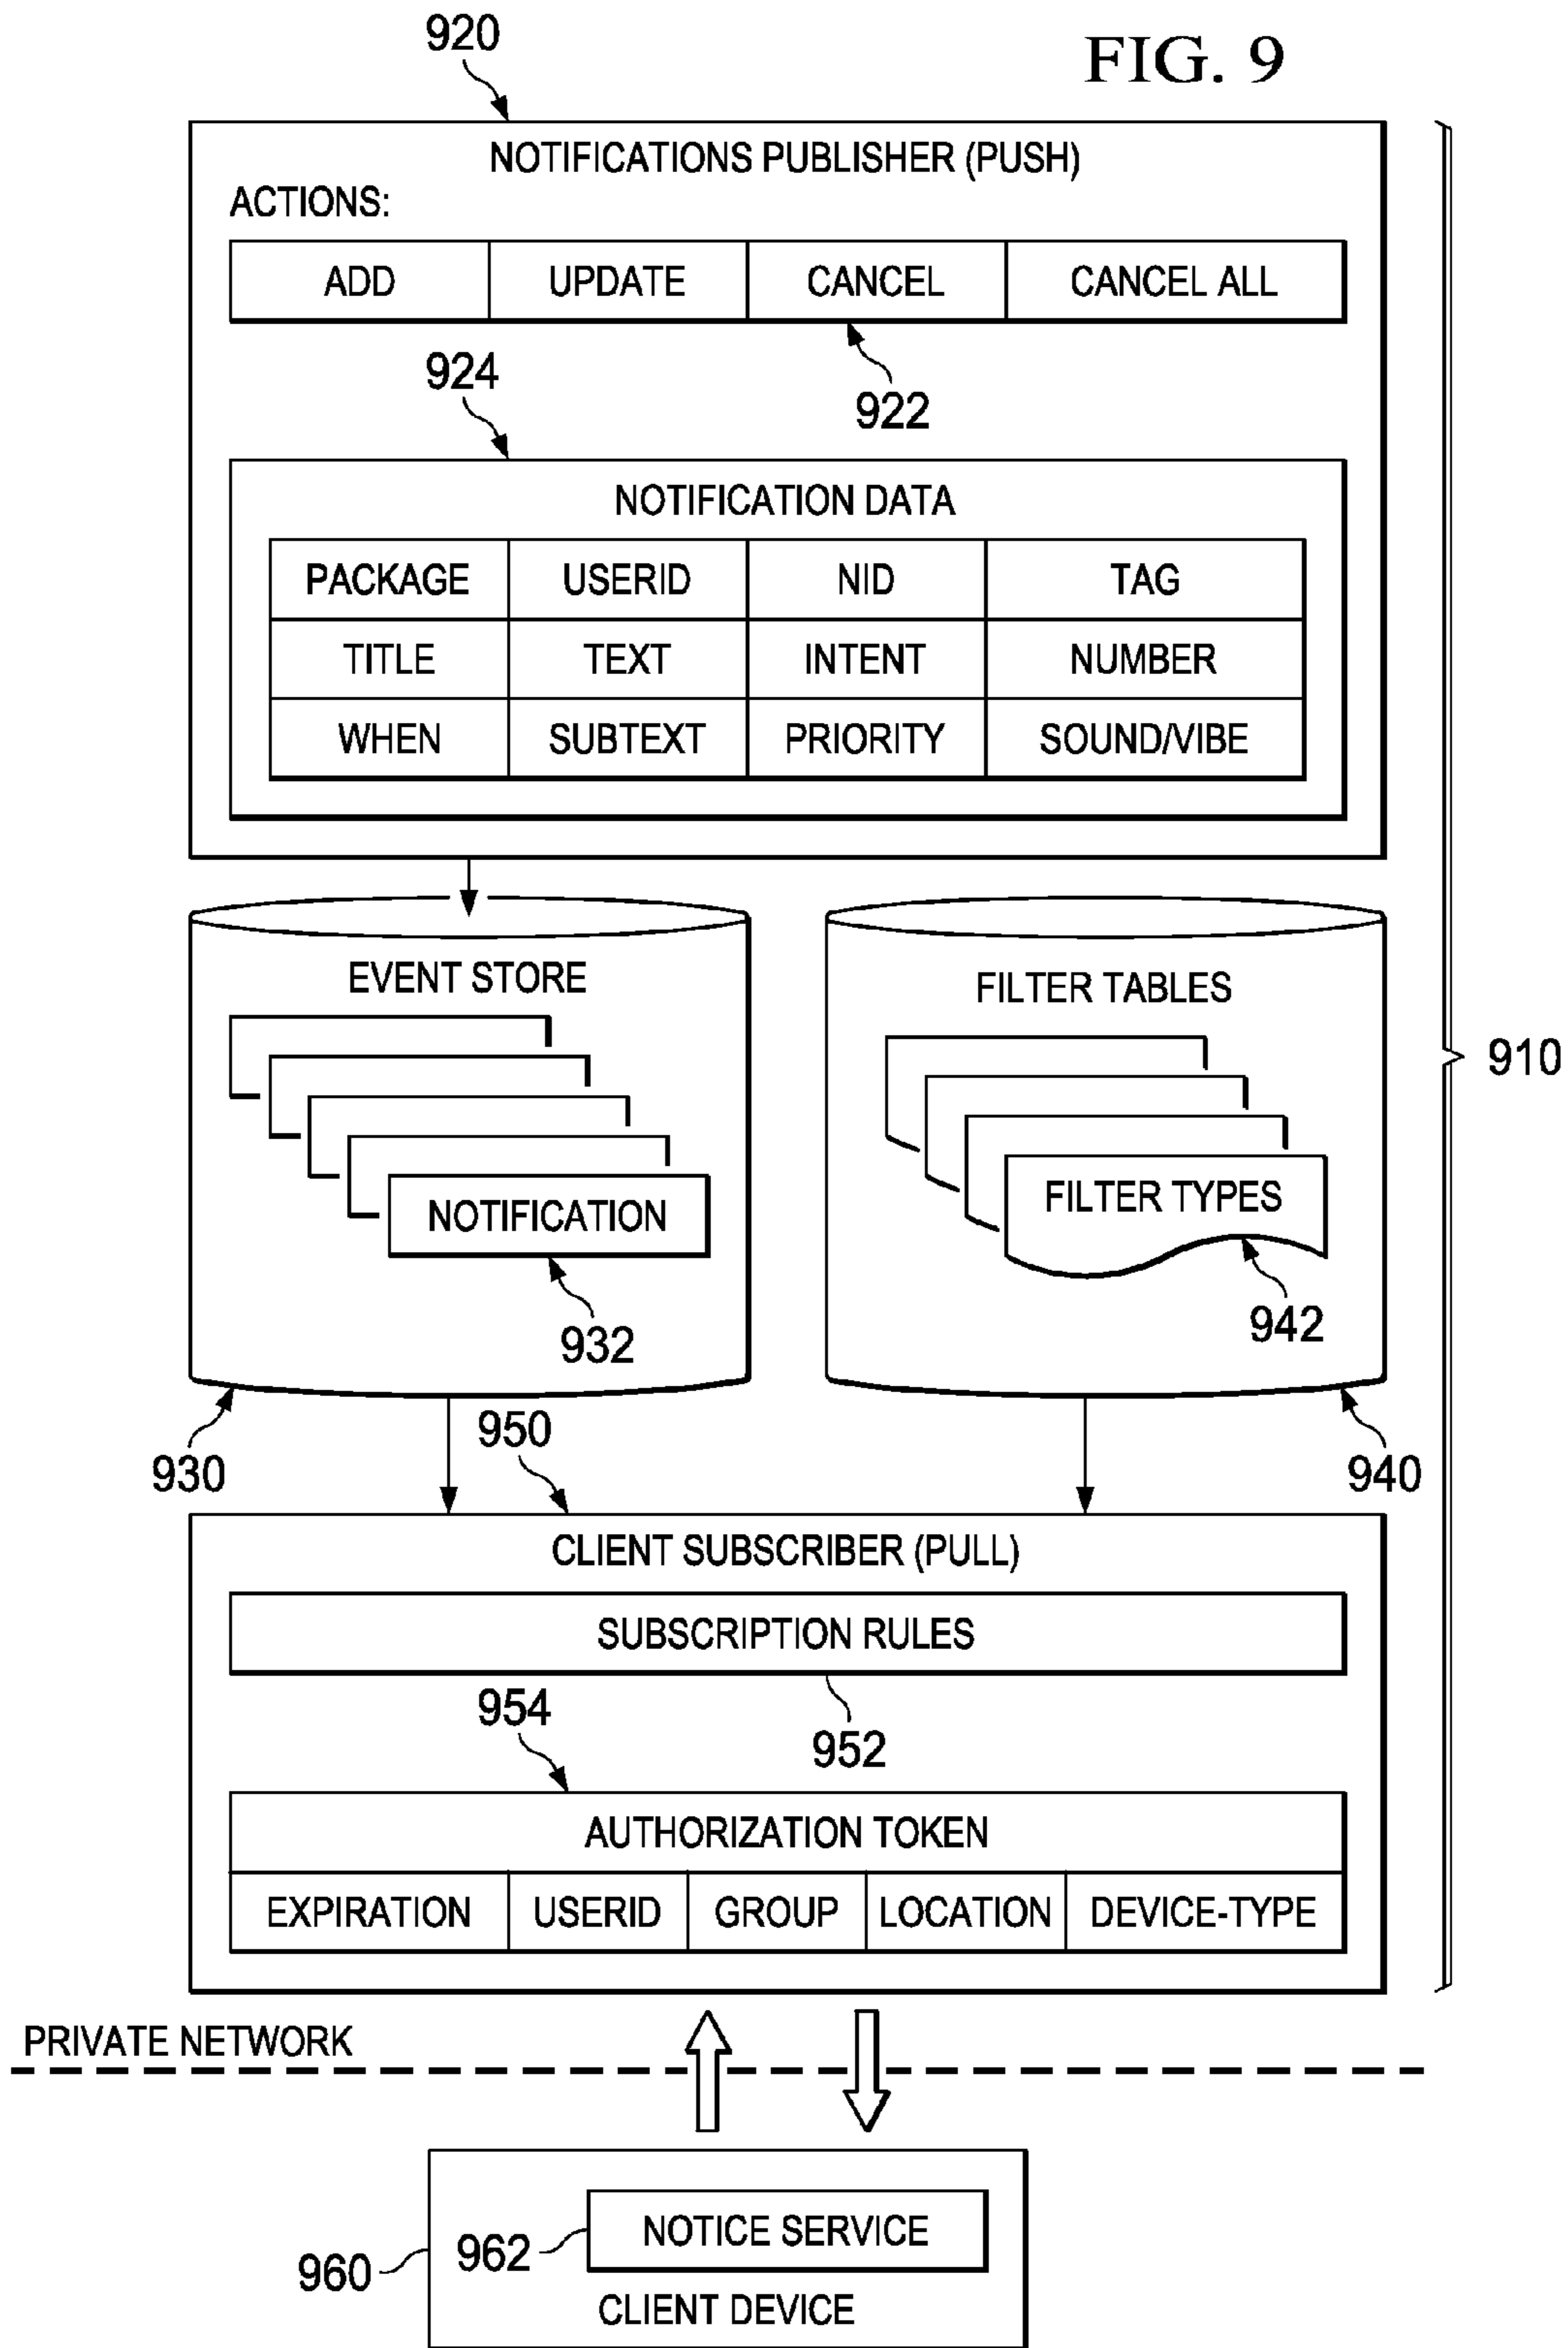 920
FIG. 9
NOTIFICATIONS PUBLISHER (PUSH)
ACTIONS:
ADD UPDATE CANCEL CANCEL ALL
924
922
NOTIFICATION DATA
PACKAGE USERID NID TAG
TITLE TEXT INTENT NUMBER
WHEN SUBTEXT PRIORITY SOUND/VIBE
EVENT STORE
FILTER TABLES
910
NOTIFICATION
FILTER TYPES
932
942
930
950
940
CLIENT SUBSCRIBER (PULL)
SUBSCRIPTION RULES
954
952
AUTHORIZATION TOKEN
EXPIRATION USERID GROUP LOCATION DEVICE-TYPE
PRIVATE NETWORK
NOTICE SERVICE
962
960
CLIENT DEVICE